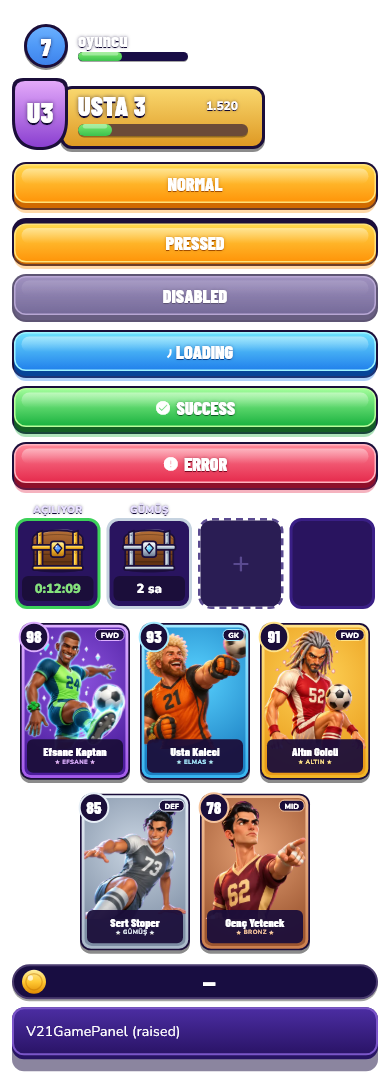 7
oyuncu
U3
USTA 3
1.520
NORMAL
PRESSED
DISABLED
LOADING
SUCCESS
ERROR
AÇILIYOR
GÜMÜŞ
0:12:09
2 sa
+
98
FWD
24
Efsane Kaptan
★ EFSANE ★
93
GK
21
Usta Kaleci
★ ELMAS ★
91
FWD
52
Altın Golcü
★ ALTIN ★
85
DEF
73
Sert Stoper
★ GÜMÜŞ ★
78
MID
62
Genç Yetenek
★ BRONZ ★
–
V21GamePanel (raised)